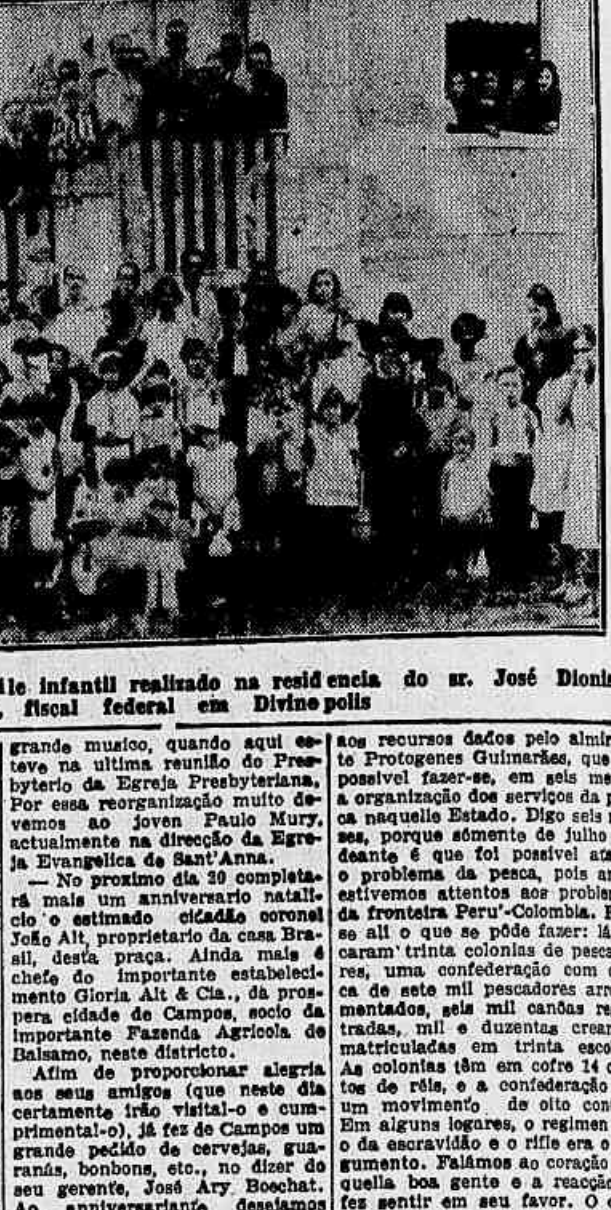 ile infantil realizado na residencia do sr. José
fiscal federal em Divinopolis
grande musico, quando aqui es-
teve na ultima reunião do Pres-
byterio da Egreja Presbyteriana.
Por essa reorganização muito de-
vemos ao joven Paulo Mury,
actualmente na direcção da Egre-
ja Evangelica de Sant'Anna.
— No proximo dia 20 completa-
rá mais um anniversario natali-
cio o estimado cidadão coronel
João Alt, proprietario da casa Bra-
sil, desta praça. Ainda mais é
chefe do importante estabeleci-
mento Gloria Alt & Cia., da pros-
pera cidade de Campos, socio da
importante Fazenda Agricola de
Balsamo, neste districto.
Afim de proporcionar alegria
aos seus amigos (que neste dia
certamente irão visital-o e cum-
primental-o), já fez de Campos um
grande pedido de cervejas, gua-
ranás, bonbons, etc., no dizer do
seu gerente, José Ary Boechat.
Ao anniversariante desejamos
aos recursos dados pelo almir
te Protogenes Guimarães, que
possivel fazer-se, em seis me
a organização dos serviços da
ca naquelle Estado. Digo seis
ses, porque sómente de julho
deante é que foi possivel
o problema da pesca, pois
estivemos attentos aos proble
da fronteira Peru'-Colombia.
se ali o que se póde fazer: lá
caram trinta colonias de pesca
res, uma confederação com
ca de sete mil pescadores arro
mentados, seis mil canôas re
tradas, mil e duzentas crean
matriculadas em trinta esco
As colonias têm em cofre 14
tos de réis, e a confederação
um movimento de oito con
Em alguns logares, o regimen
o da escravidão e o rifle era o
gumento. Falámos ao coração
quella boa gente e a reacção
fez sentir em seu favor. O